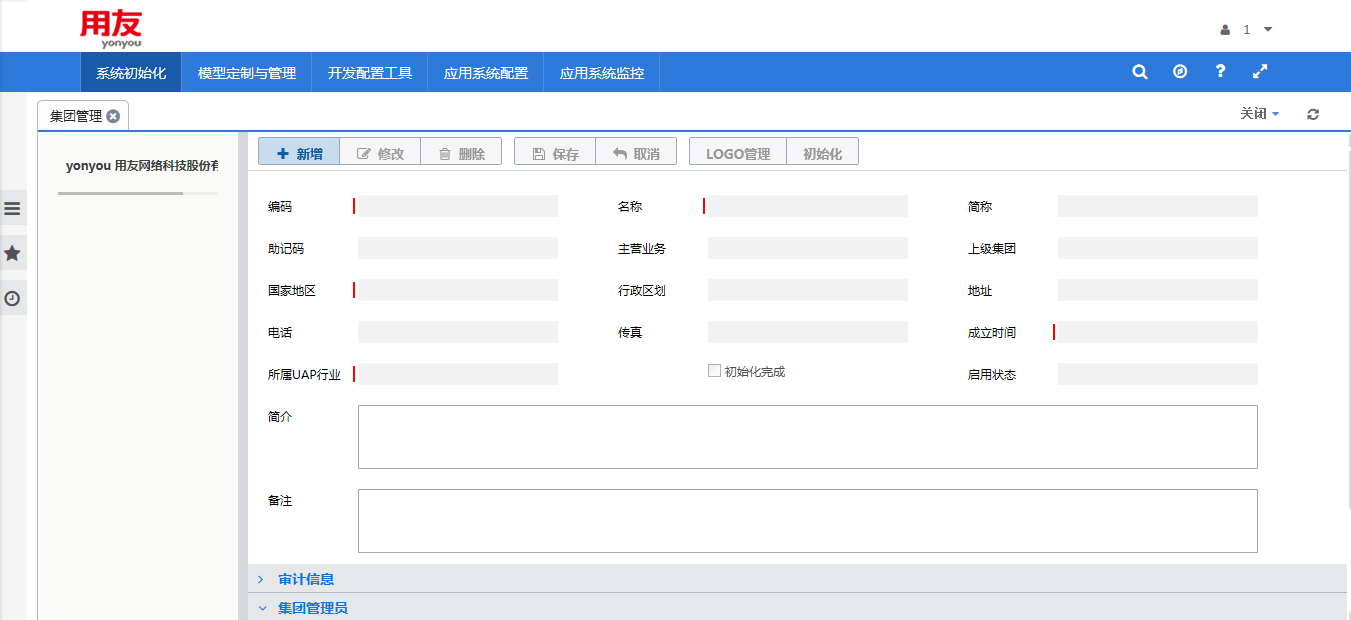 用友
yonyou
1
系统初始化 模型定制与管理 开发配置工具 应用系统配置 应用系统监控
集团管理 关闭
yonyou 用友网络科技股份有
新增 修改 删除 保存 取消 LOGO管理 初始化
编码 名称 简称
助记码 主营业务 上级集团
国家地区 行政区划 地址
电话 传真 成立时间
所属UAP行业 初始化完成 启用状态
简介
备注
审计信息
集团管理员